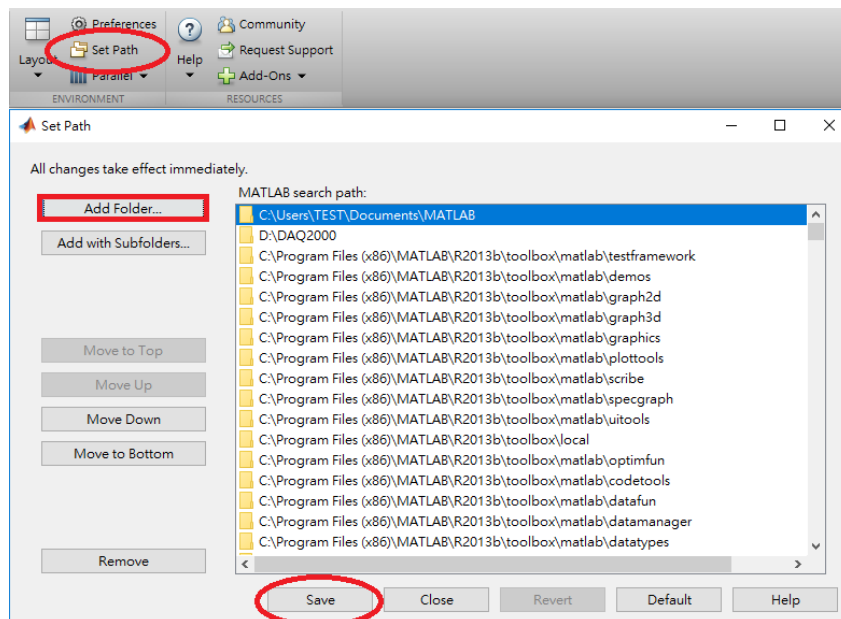 Preferences
Community
Set Path
Request Support
Layout
Help
Parallel
Add-Ons
ENVIRONMENT
RESOURCES
Set Path
All changes take effect immediately.
MATLAB search path:
Add Folder...
Add with Subfolders...
Move to Top
Move Up
Move Down
Move to Bottom
Remove
C:\Users\TEST\Documents\MATLAB
D:\DAQ2000
C:\Program Files (x86)\MATLAB\R2013b\toolbox\matlab\testframework
C:\Program Files (x86)\MATLAB\R2013b\toolbox\matlab\demos
C:\Program Files (x86)\MATLAB\R2013b\toolbox\matlab\graph2d
C:\Program Files (x86)\MATLAB\R2013b\toolbox\matlab\graph3d
C:\Program Files (x86)\MATLAB\R2013b\toolbox\matlab\graphics
C:\Program Files (x86)\MATLAB\R2013b\toolbox\matlab\plottools
C:\Program Files (x86)\MATLAB\R2013b\toolbox\matlab\scribe
C:\Program Files (x86)\MATLAB\R2013b\toolbox\matlab\specgraph
C:\Program Files (x86)\MATLAB\R2013b\toolbox\matlab\uitools
C:\Program Files (x86)\MATLAB\R2013b\toolbox\local
C:\Program Files (x86)\MATLAB\R2013b\toolbox\matlab\optimfun
C:\Program Files (x86)\MATLAB\R2013b\toolbox\matlab\codetools
C:\Program Files (x86)\MATLAB\R2013b\toolbox\matlab\datafun
C:\Program Files (x86)\MATLAB\R2013b\toolbox\matlab\datamanager
C:\Program Files (x86)\MATLAB\R2013b\toolbox\matlab\datatypes
Save
Close
Revert
Default
Help